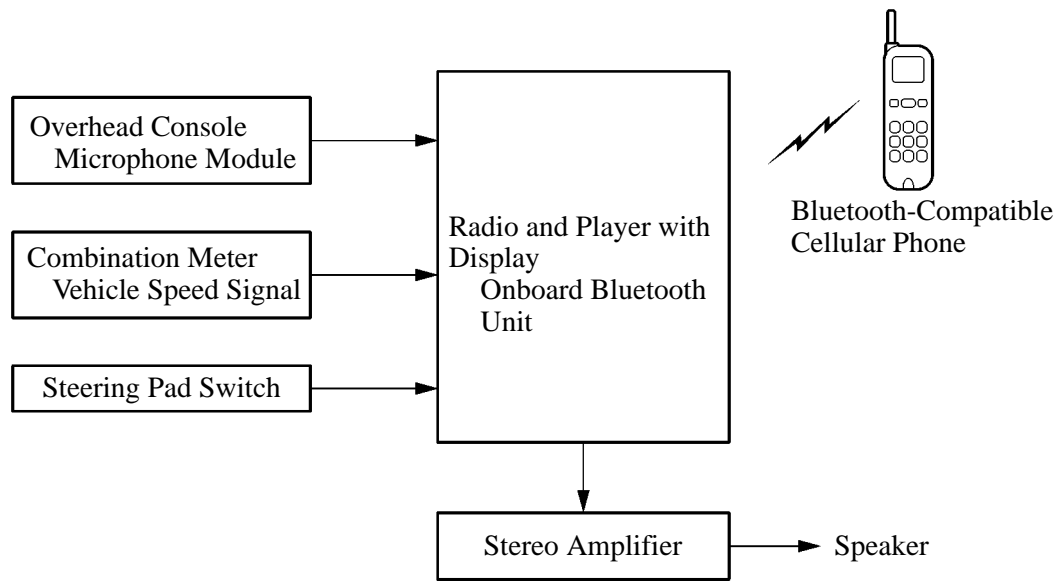 Overhead Console
Microphone Module
Combination Meter
Vehicle Speed Signal
Steering Pad Switch
Radio and Player with
Display
Onboard Bluetooth
Unit
Bluetooth-Compatible
Cellular Phone
Stereo Amplifier
Speaker